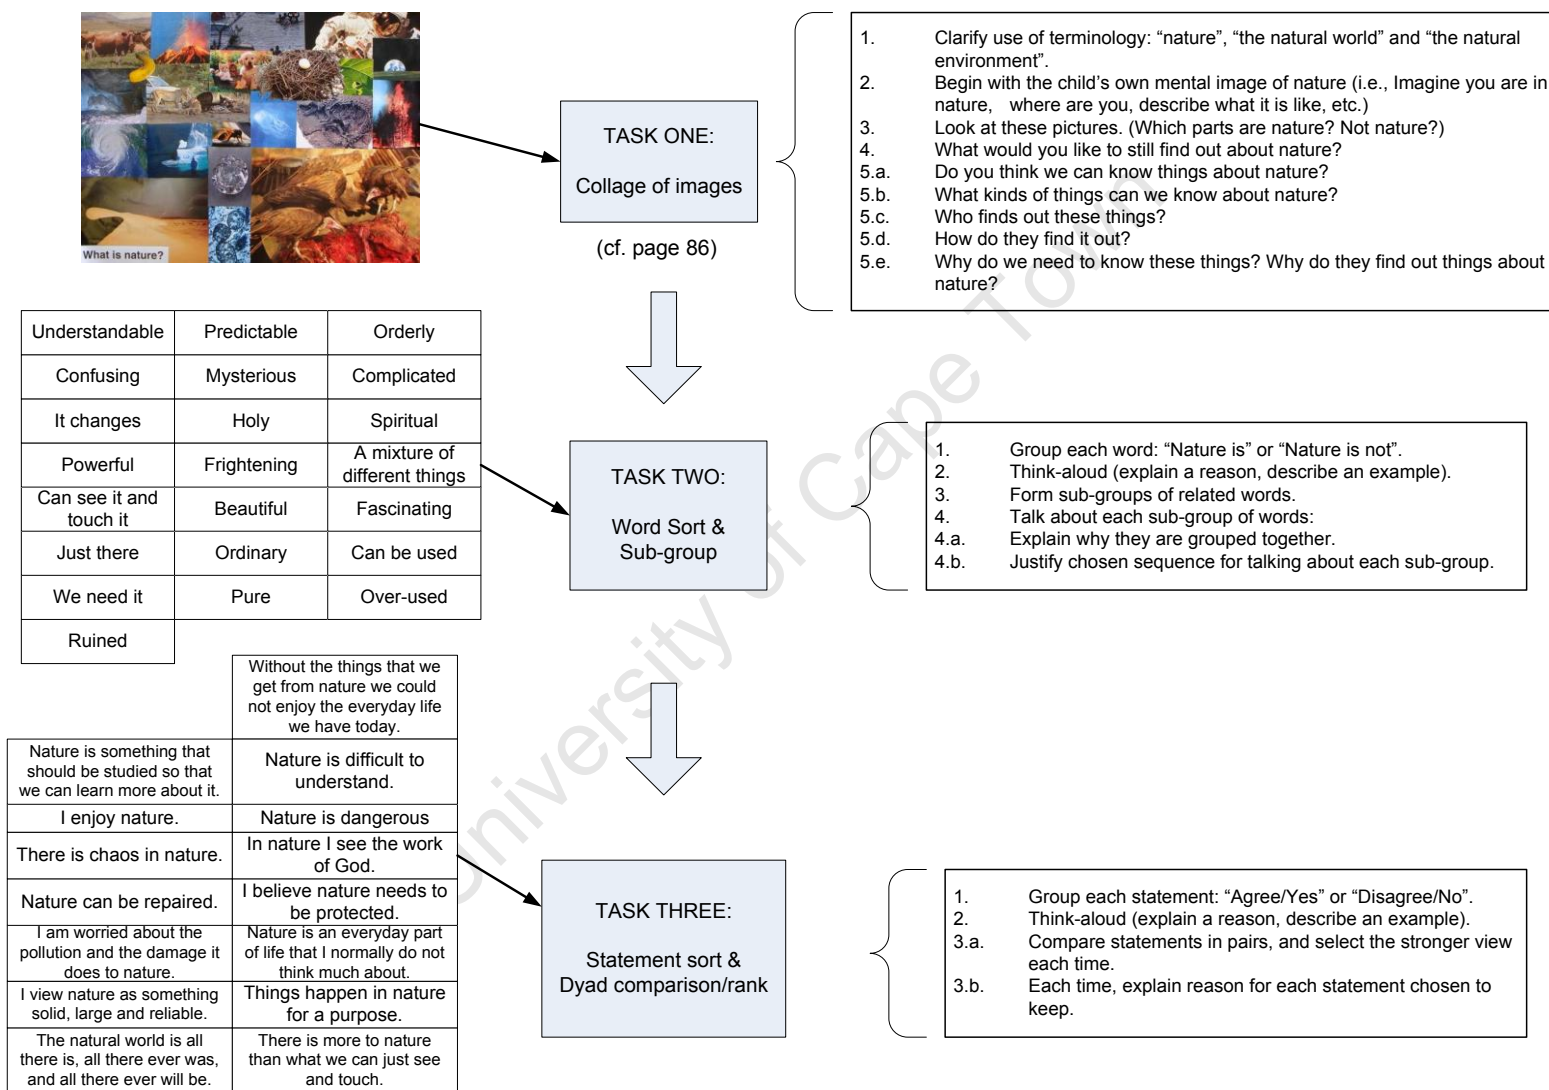 What is nature?
TASK ONE:
Collage of images
(cf. page 86)
1. Clarify use of terminology: “nature”, “the natural world” and “the natural
environment”.
2. Begin with the child’s own mental image of nature (i.e., Imagine you are in
nature, where are you, describe what it is like, etc.)
3. Look at these pictures. (Which parts are nature? Not nature?)
4. What would you like to still find out about nature?
5.a. Do you think we can know things about nature?
5.b. What kinds of things can we know about nature?
5.c. Who finds out these things?
5.d. How do they find it out?
5.e. Why do we need to know these things? Why do they find out things about
nature?
Understandable Predictable Orderly
Confusing Mysterious Complicated
It changes Holy Spiritual
Powerful Frightening A mixture of
different things
Can see it and
touch it
Beautiful Fascinating
Just there Ordinary Can be used
We need it Pure Over-used
Ruined
TASK TWO:
Word Sort &
Sub-group
1. Group each word: “Nature is” or “Nature is not”.
2. Think-aloud (explain a reason, describe an example).
3. Form sub-groups of related words.
4. Talk about each sub-group of words:
4.a. Explain why they are grouped together.
4.b. Justify chosen sequence for talking about each sub-group.
Without the things that we
get from nature we could
not enjoy the everyday life
we have today.
Nature is something that
should be studied so that
we can learn more about it.
Nature is difficult to
understand.
I enjoy nature.
Nature is dangerous
There is chaos in nature.
In nature I see the work
of God.
Nature can be repaired.
I believe nature needs to
be protected.
I am worried about the
pollution and the damage it
does to nature.
Nature is an everyday part
of life that I normally do not
think much about.
I view nature as something
solid, large and reliable.
Things happen in nature
for a purpose.
The natural world is all
there is, all there ever was,
and all there ever will be.
There is more to nature
than what we can just see
and touch.
TASK THREE:
Statement sort &
Dyad comparison/rank
1. Group each statement: “Agree/Yes” or “Disagree/No”.
2. Think-aloud (explain a reason, describe an example).
3.a. Compare statements in pairs, and select the stronger view
each time.
3.b. Each time, explain reason for each statement chosen to
keep.
University of Cape Town